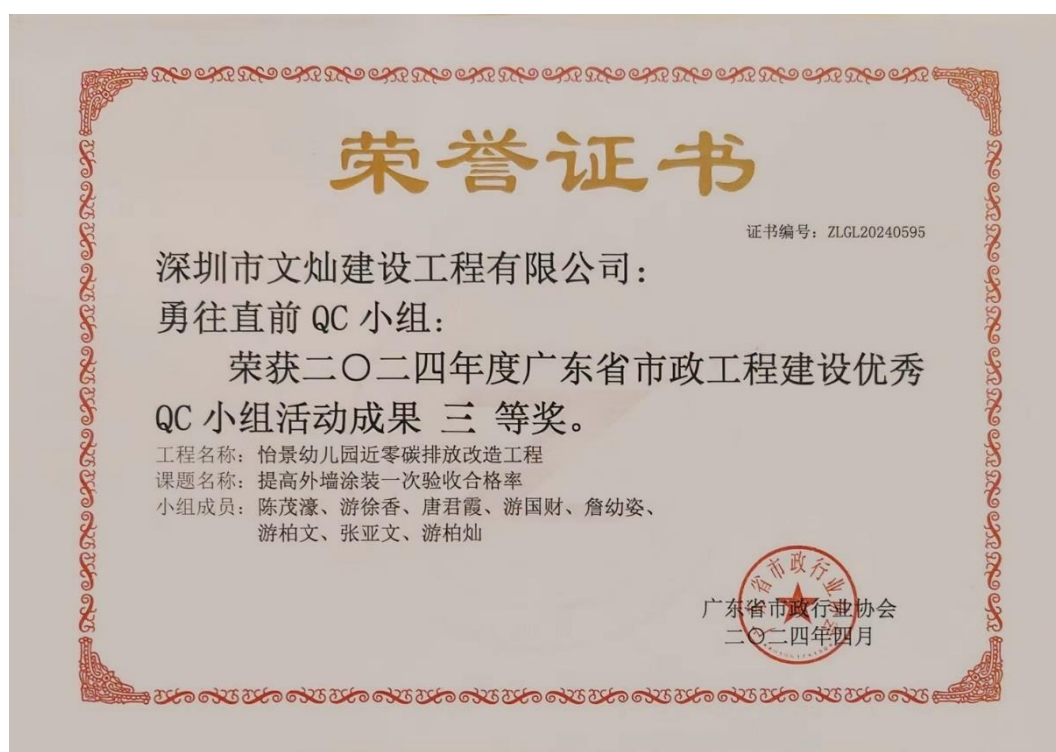 荣誉证书
证书编号：ZLGL20240595
深圳市文灿建设工程有限公司：
勇往直前 QC 小组：
荣获二〇二四年度广东省市政工程建设优秀
QC 小组活动成果 三 等奖。
工程名称：怡景幼儿园近零碳排放改造工程
课题名称：提高外墙涂装一次验收合格率
小组成员：陈茂濠、游徐香、唐君霞、游国财、詹幼姿、
游柏文、张亚文、游柏灿
广东省市政行业协会
二〇二四年四月